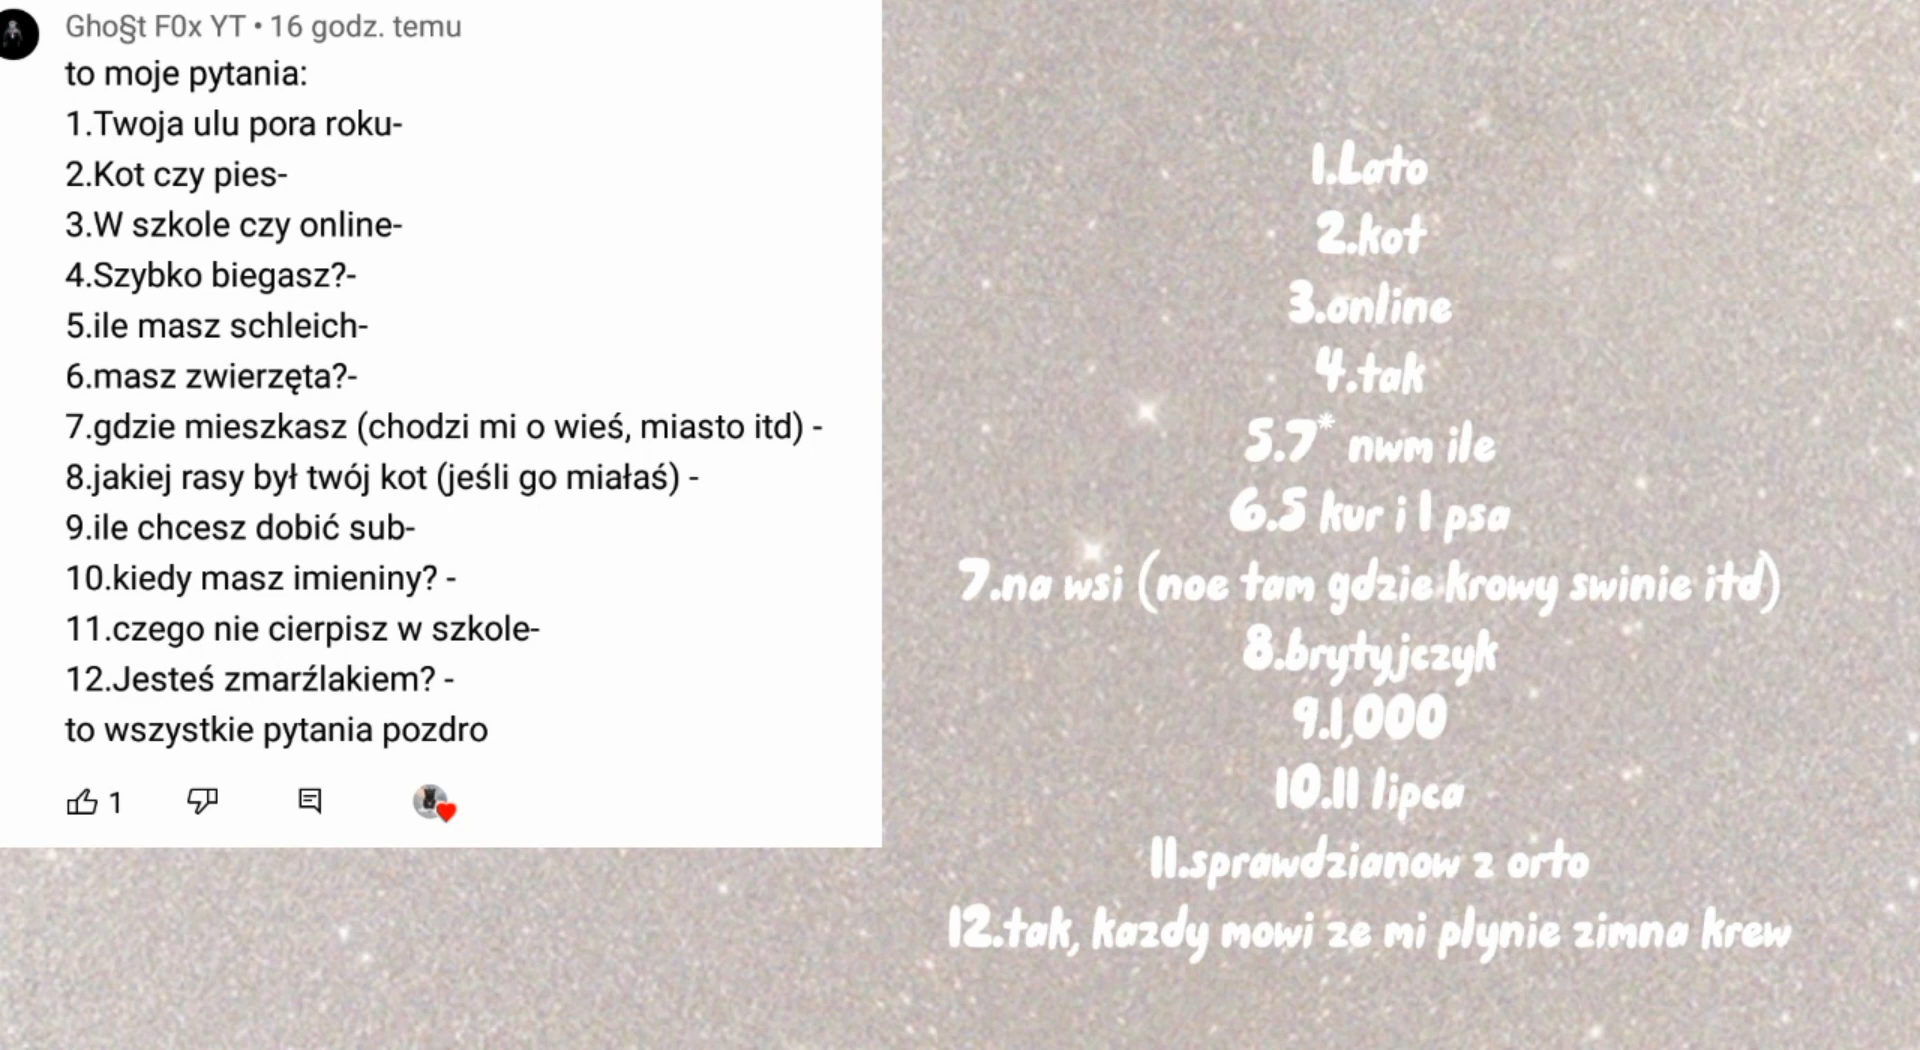 Gho§t F0x YT • 16 godz. temu
to moje pytania:
1.Twoja ulu pora roku-
2.Kot czy pies-
3.W szkole czy online-
4.Szybko biegasz?-
5.ile masz schleich-
6.masz zwierzęta?-
7.gdzie mieszkasz (chodzi mi o wieś, miasto itd) -
8.jakiej rasy był twój kot (jeśli go miałaś) -
9.ile chcesz dobić sub-
10.kiedy masz imieniny? -
11.czego nie cierpisz w szkole-
12.Jesteś zmarźlakiem? -
to wszystkie pytania pozdro
1
1.Lato
2.kot
3.online
4.tak
5.7* nwm ile
6.5 kur i 1 psa
7.na wsi (noe tam gdzie krowy swinie itd)
8.brytyjczyk
9.1,000
10.11 lipca
11.sprawdzianow z orto
12.tak, kazdy mowi ze mi plynie zimna krew